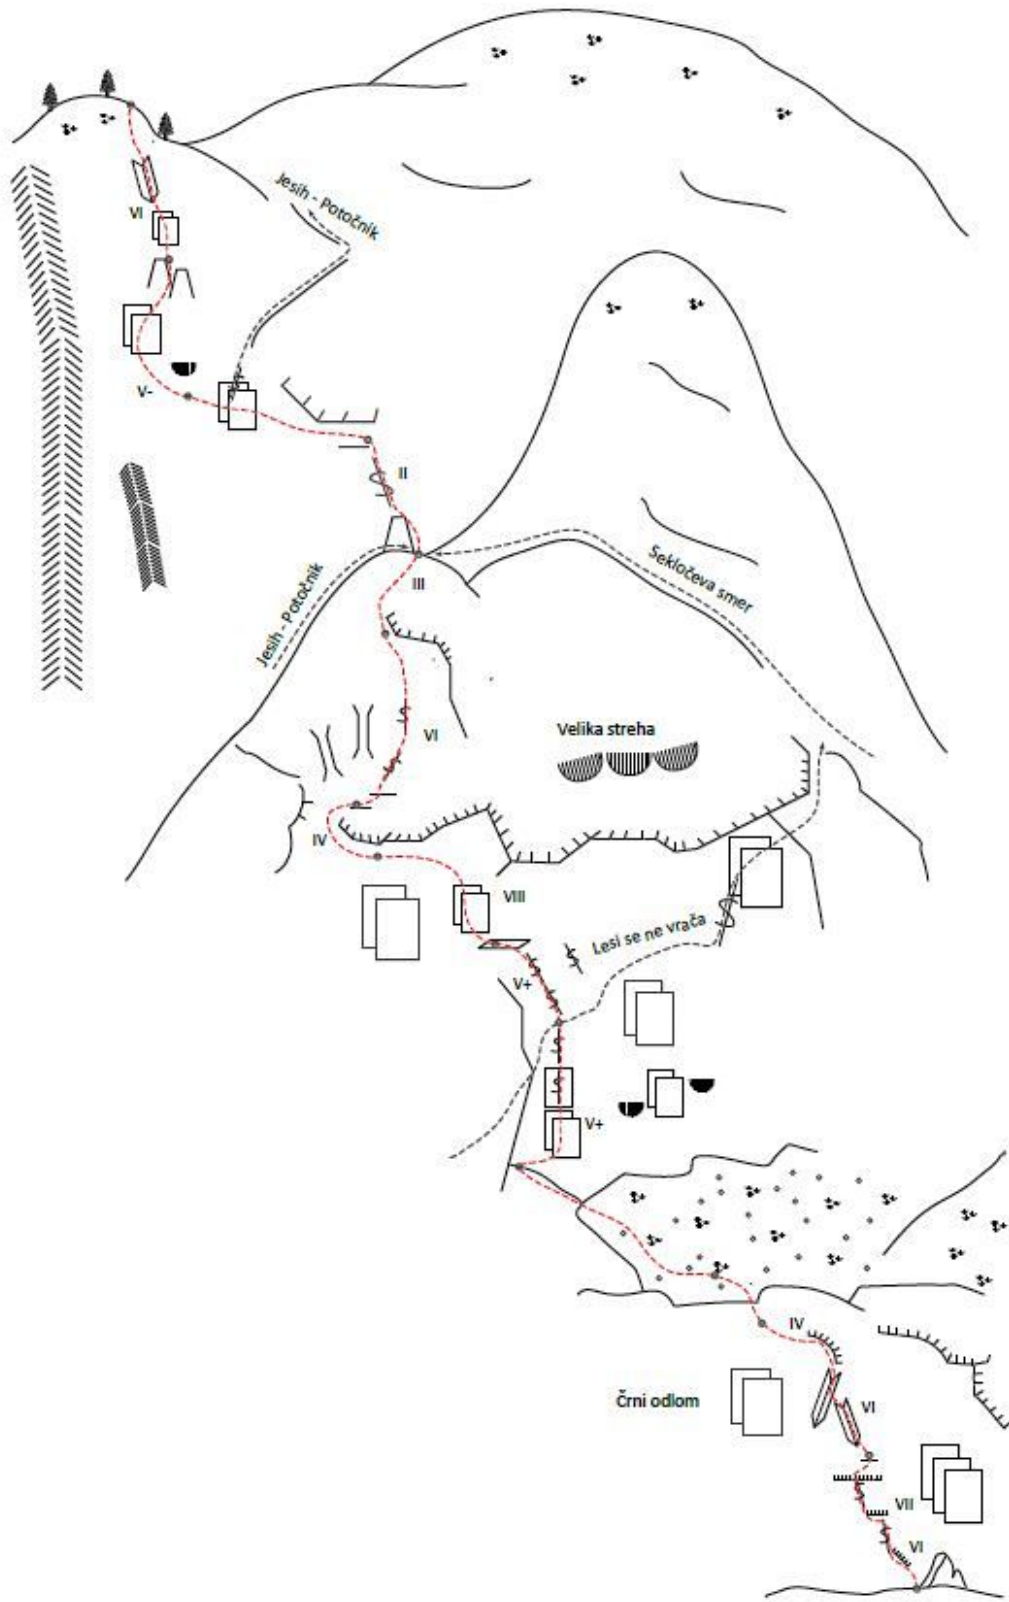 Jesih - Potočnik
VI
V-
II
Sekločeva smer
Jesih - Potočnik
III
VI
Velika streha
IV
VIII
Lesi se ne vrača
V+
V+
IV
Črni odlom
VI
VII
VI